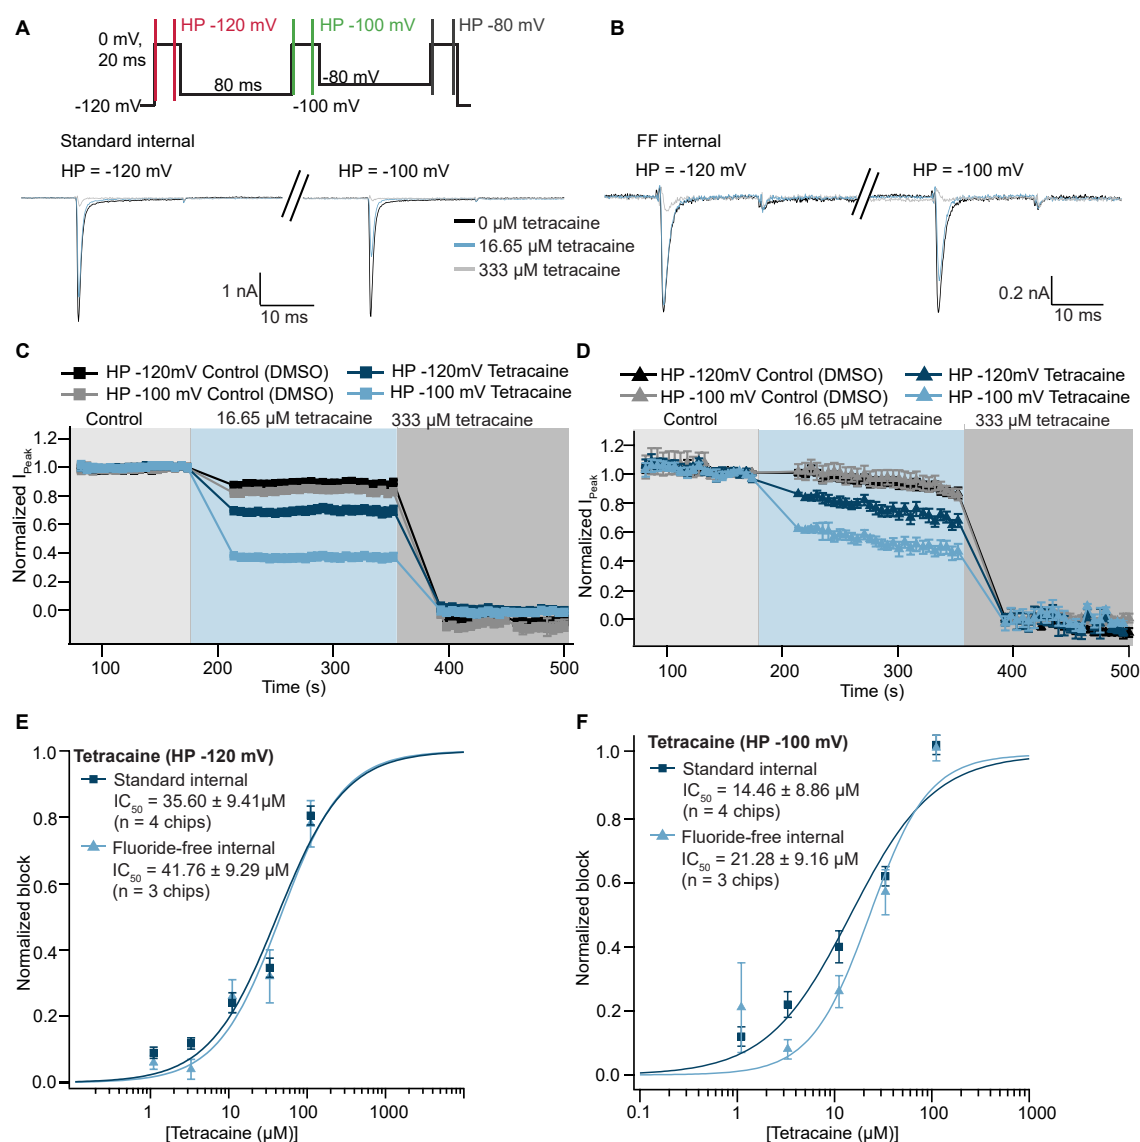 A
HP -120 mV
HP -100 mV
HP -80 mV
0 mV,
20 ms
80 ms
-80 mV
-120 mV
-100 mV
Standard internal
HP = -120 mV
HP = -100 mV
0 µM tetracaine
16.65 µM tetracaine
333 µM tetracaine
1 nA
10 ms
B
FF internal
HP = -120 mV
HP = -100 mV
0.2 nA
10 ms
C
HP -120mV Control (DMSO)
HP -120mV Tetracaine
HP -100 mV Control (DMSO)
HP -100 mV Tetracaine
Control
16.65 µM tetracaine
333 µM tetracaine
Normalized I_Peak
1.2
1.0
0.8
0.6
0.4
0.2
0.0
100
200
300
400
500
Time (s)
D
HP -120mV Control (DMSO)
HP -120mV Tetracaine
HP -100 mV Control (DMSO)
HP -100 mV Tetracaine
Control
16.65 µM tetracaine
333 µM tetracaine
Normalized I_Peak
1.2
1.0
0.8
0.6
0.4
0.2
0.0
100
200
300
400
500
Time (s)
E
Tetracaine (HP -120 mV)
Standard internal
IC50 = 35.60 ± 9.41µM
(n = 4 chips)
Fluoride-free internal
IC50 = 41.76 ± 9.29 µM
(n = 3 chips)
Normalized block
1.0
0.8
0.6
0.4
0.2
0.0
1
10
100
1000
[Tetracaine (µM)]
F
Tetracaine (HP -100 mV)
Standard internal
IC50 = 14.46 ± 8.86 µM
(n = 4 chips)
Fluoride-free internal
IC50 = 21.28 ± 9.16 µM
(n = 3 chips)
Normalized block
1.0
0.8
0.6
0.4
0.2
0.0
0.1
1
10
100
1000
[Tetracaine (µM)]